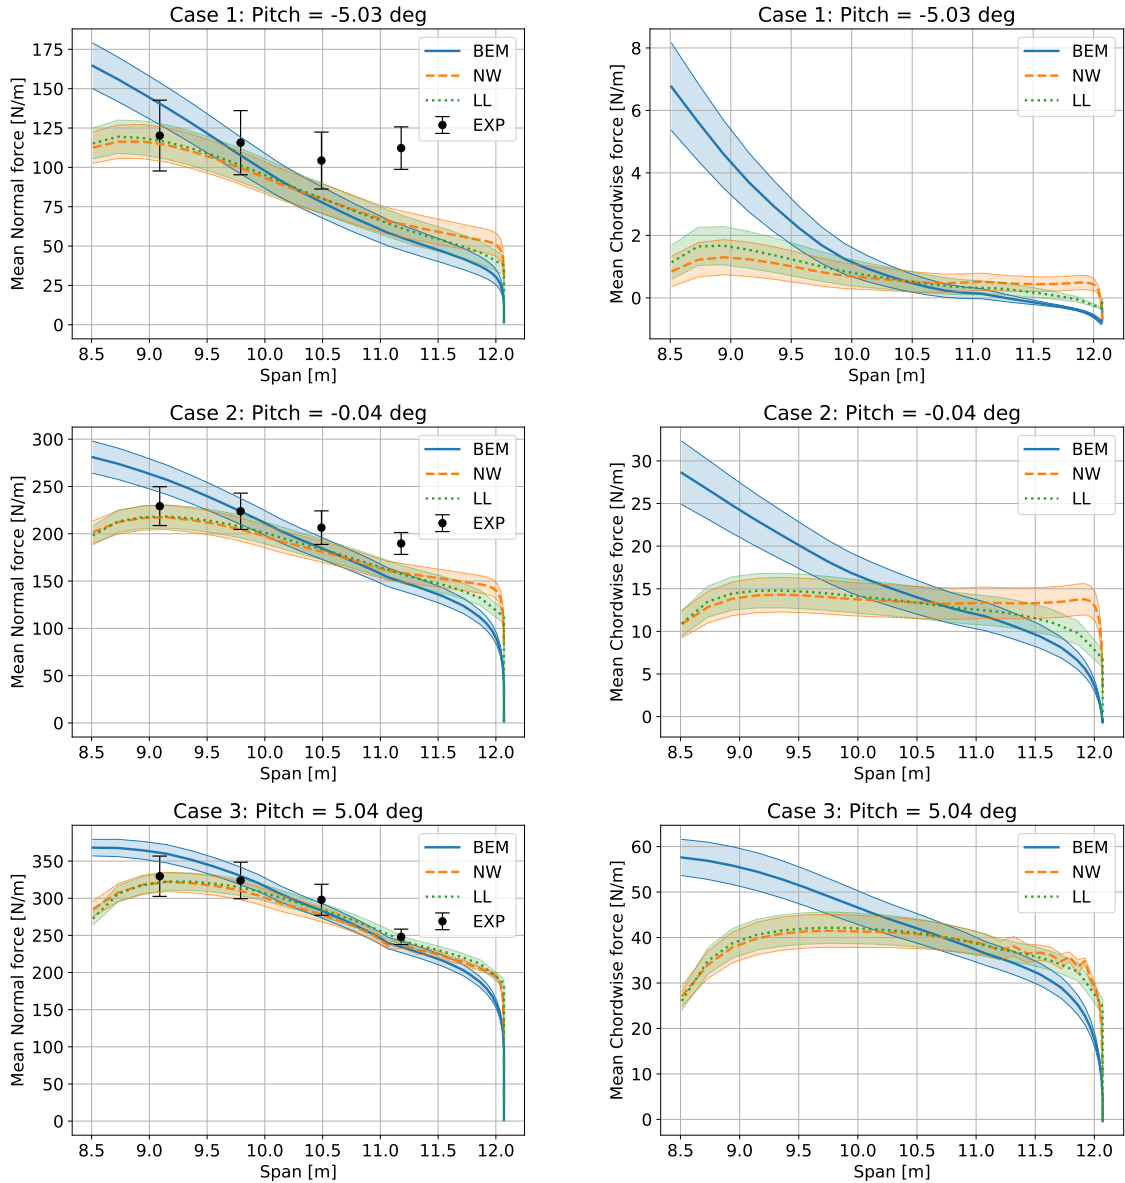 Case 1: Pitch = -5.03 deg
Mean Normal force [N/m]
175
150
125
100
75
50
25
0
BEM
NW
LL
EXP
8.5 9.0 9.5 10.0 10.5 11.0 11.5 12.0
Span [m]
Case 1: Pitch = -5.03 deg
Mean Chordwise force [N/m]
8
6
4
2
0
BEM
NW
LL
8.5 9.0 9.5 10.0 10.5 11.0 11.5 12.0
Span [m]
Case 2: Pitch = -0.04 deg
Mean Normal force [N/m]
300
250
200
150
100
50
0
BEM
NW
LL
EXP
8.5 9.0 9.5 10.0 10.5 11.0 11.5 12.0
Span [m]
Case 2: Pitch = -0.04 deg
Mean Chordwise force [N/m]
30
25
20
15
10
5
0
BEM
NW
LL
8.5 9.0 9.5 10.0 10.5 11.0 11.5 12.0
Span [m]
Case 3: Pitch = 5.04 deg
Mean Normal force [N/m]
350
300
250
200
150
100
50
0
BEM
NW
LL
EXP
8.5 9.0 9.5 10.0 10.5 11.0 11.5 12.0
Span [m]
Case 3: Pitch = 5.04 deg
Mean Chordwise force [N/m]
60
50
40
30
20
10
0
BEM
NW
LL
8.5 9.0 9.5 10.0 10.5 11.0 11.5 12.0
Span [m]